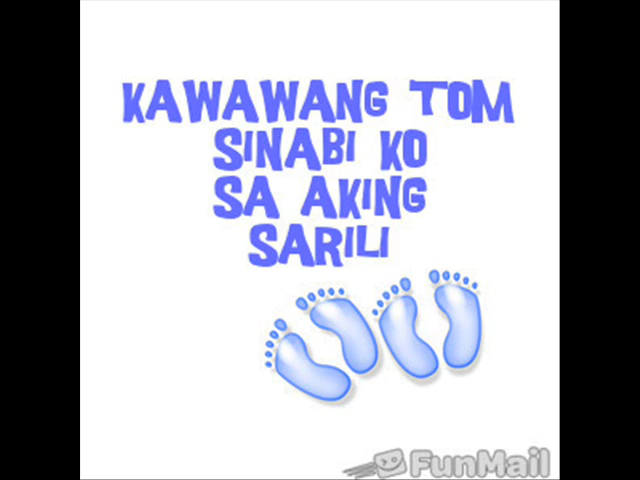 KAWAWANG TOM
SINABI KO
SA AKING
SARILI
FunMail